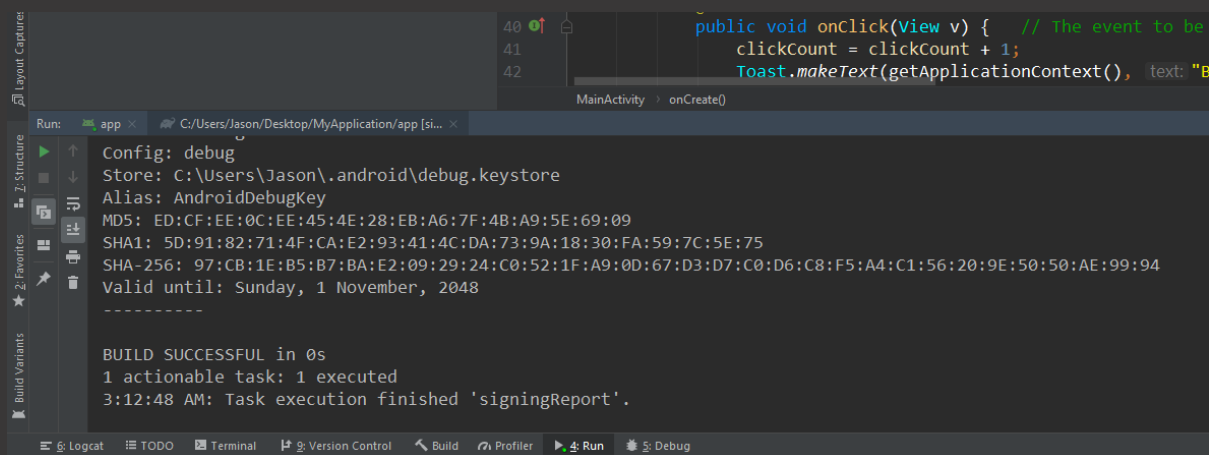 Layout Captures
40 public void onClick(View v) { // The event to be
41 clickCount = clickCount + 1;
42 Toast.makeText(getApplicationContext(), text: "B
MainActivity onCreate()
Run: app C:/Users/Jason/Desktop/MyApplication/app [si...
7: Structure
2: Favorites
Build Variants
Config: debug
Store: C:\Users\Jason\.android\debug.keystore
Alias: AndroidDebugKey
MD5: ED:CF:EE:0C:EE:45:4E:28:EB:A6:7F:4B:A9:5E:69:09
SHA1: 5D:91:82:71:4F:CA:E2:93:41:4C:DA:73:9A:18:30:FA:59:7C:5E:75
SHA-256: 97:CB:1E:B5:B7:BA:E2:09:29:24:C0:52:1F:A9:0D:67:D3:D7:C0:D6:C8:F5:A4:C1:56:20:9E:50:50:AE:99:94
Valid until: Sunday, 1 November, 2048
----------
BUILD SUCCESSFUL in 0s
1 actionable task: 1 executed
3:12:48 AM: Task execution finished 'signingReport'.
6: Logcat TODO Terminal 9: Version Control Build Profiler 4: Run 5: Debug